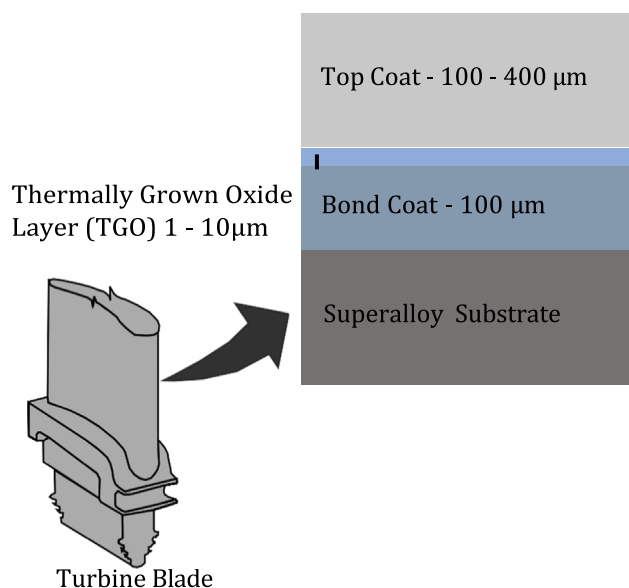 Top Coat - 100 - 400 µm
Thermally Grown Oxide
Layer (TGO) 1 - 10µm
Bond Coat - 100 µm
Superalloy Substrate
Turbine Blade